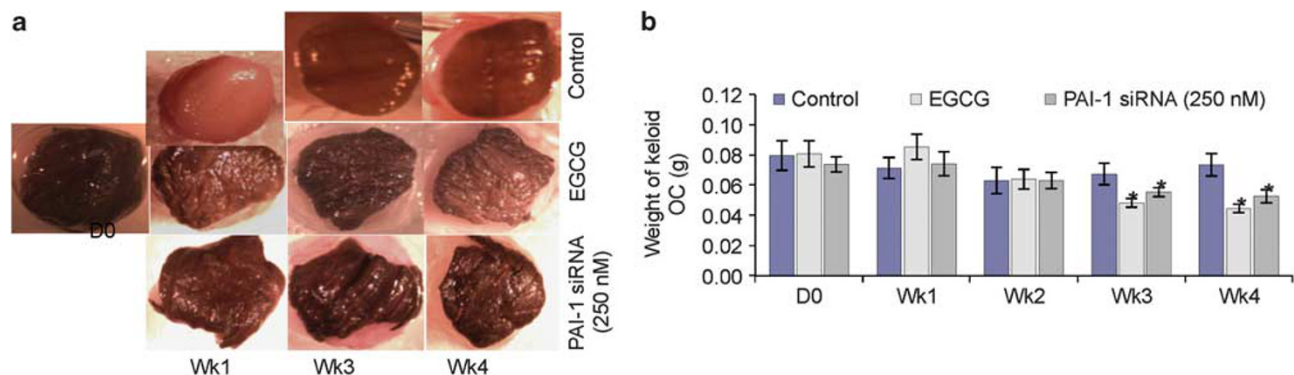 a
Control
EGCG
PAI-1 siRNA
(250 nM)
D0
Wk1 Wk3 Wk4
b
Control EGCG PAI-1 siRNA (250 nM)
Weight of keloid
OC (g)
0.12
0.10
0.08
0.06
0.04
0.02
0.00
* * * *
D0 Wk1 Wk2 Wk3 Wk4